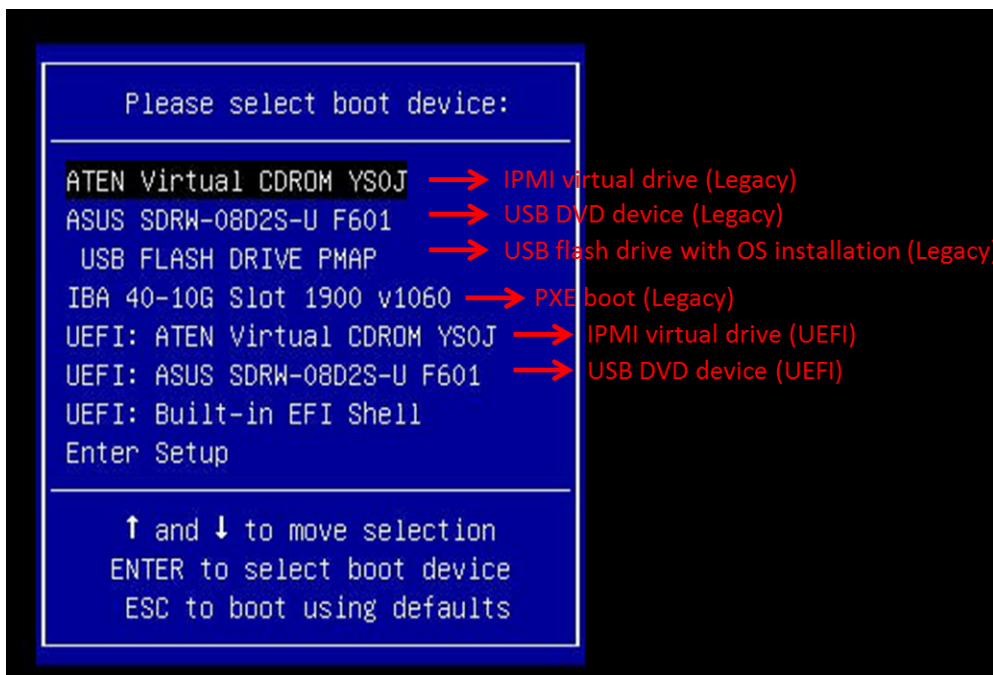 Please select boot device:
ATEN Virtual CDROM YS0J → IPMI virtual drive (Legacy)
ASUS SDRW-08D2S-U F601 → USB DVD device (Legacy)
USB FLASH DRIVE PMAP → USB flash drive with OS installation (Legacy)
IBA 40-10G Slot 1900 v1060 → PXE boot (Legacy)
UEFI: ATEN Virtual CDROM YS0J → IPMI virtual drive (UEFI)
UEFI: ASUS SDRW-08D2S-U F601 → USB DVD device (UEFI)
UEFI: Built-in EFI Shell
Enter Setup
↑ and ↓ to move selection
ENTER to select boot device
ESC to boot using defaults